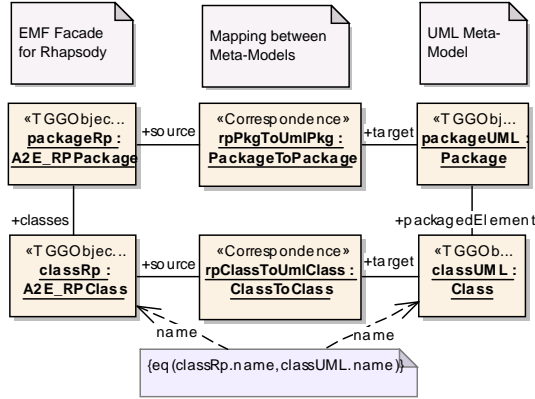 EMF Facade
for Rhapsody
Mapping between
Meta-Models
UML Meta-
Model
«TGGObjec...
packageRp :
A2E_RPPackage
+source
«Correspondence»
rpPkgToUmlPkg :
PackageToPackage
+target
«TGGObj...
packageUML :
Package
+classes
+packagedElement
«TGGObjec...
classRp :
A2E_RPClass
+source
«Correspondence»
rpClassToUmlClass :
ClassToClass
+target
«TGGOb...
classUML :
Class
name
name
{eq(classRp.name,classUML.name)}